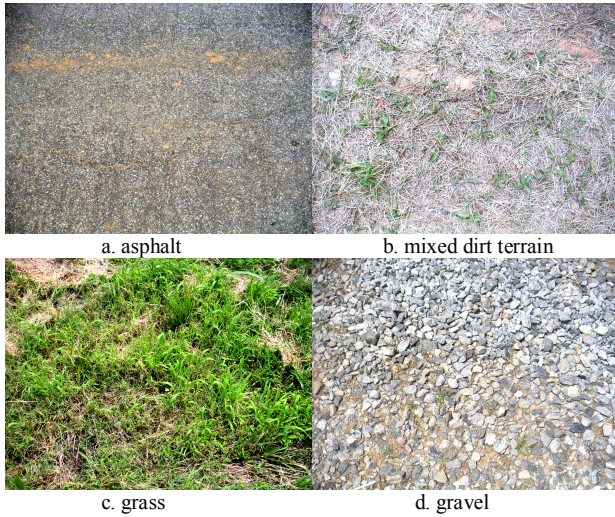 a. asphalt
b. mixed dirt terrain
c. grass
d. gravel